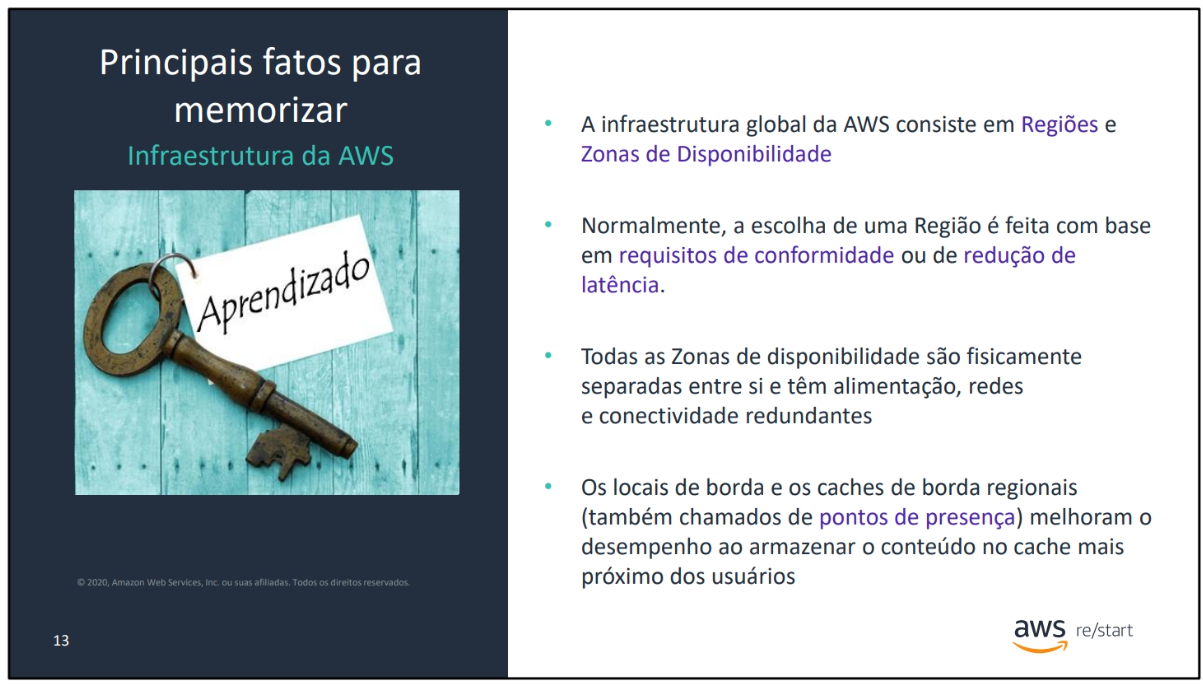 Principais fatos para
memorizar
Infraestrutura da AWS
Aprendizado
© 2020, Amazon Web Services, Inc. ou suas afiliadas. Todos os direitos reservados.
13
• A infraestrutura global da AWS consiste em Regiões e
Zonas de Disponibilidade
• Normalmente, a escolha de uma Região é feita com base
em requisitos de conformidade ou de redução de
latência.
• Todas as Zonas de disponibilidade são fisicamente
separadas entre si e têm alimentação, redes
e conectividade redundantes
• Os locais de borda e os caches de borda regionais
(também chamados de pontos de presença) melhoram o
desempenho ao armazenar o conteúdo no cache mais
próximo dos usuários
aws re/start